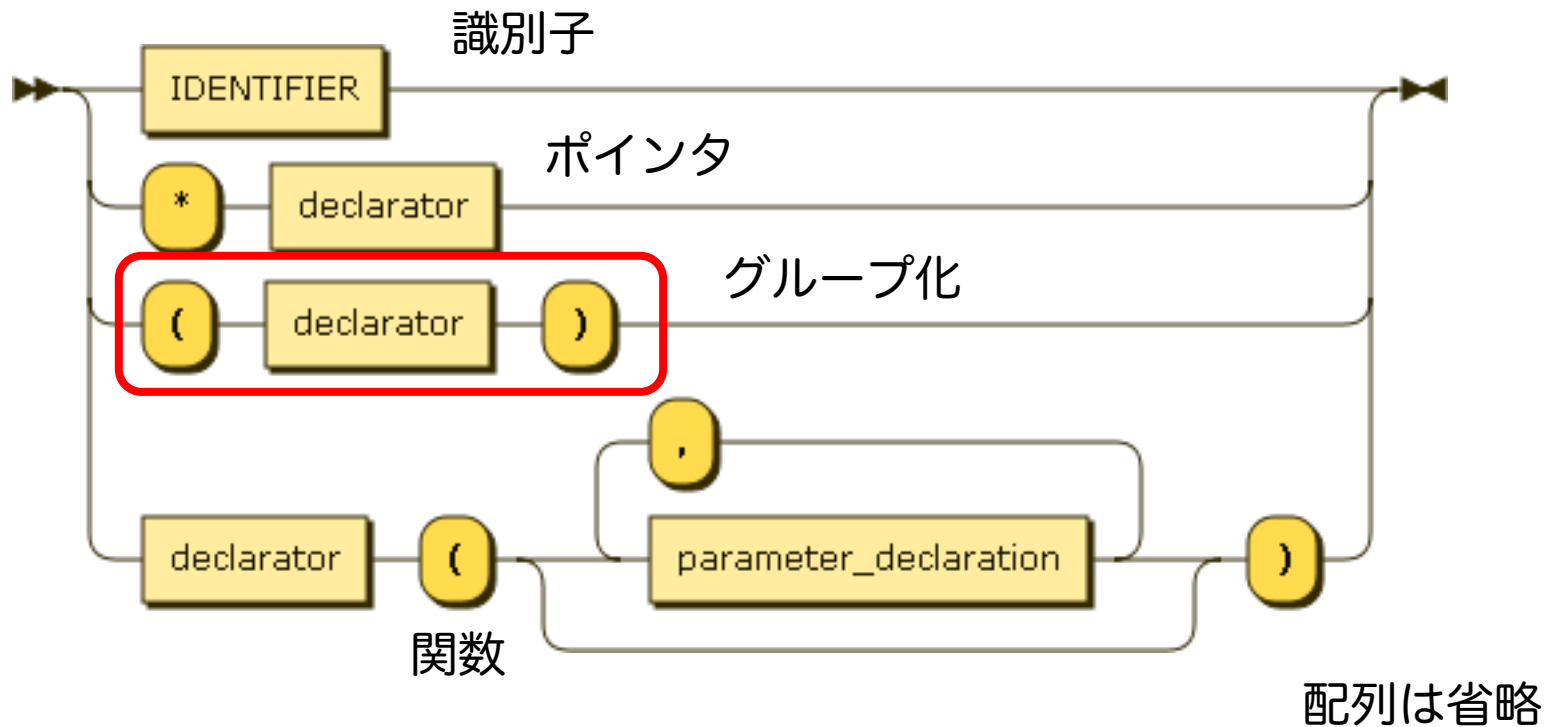 識別子
IDENTIFIER
ポインタ
* declarator
グループ化
( declarator )
,
declarator ( parameter_declaration )
関数
配列は省略